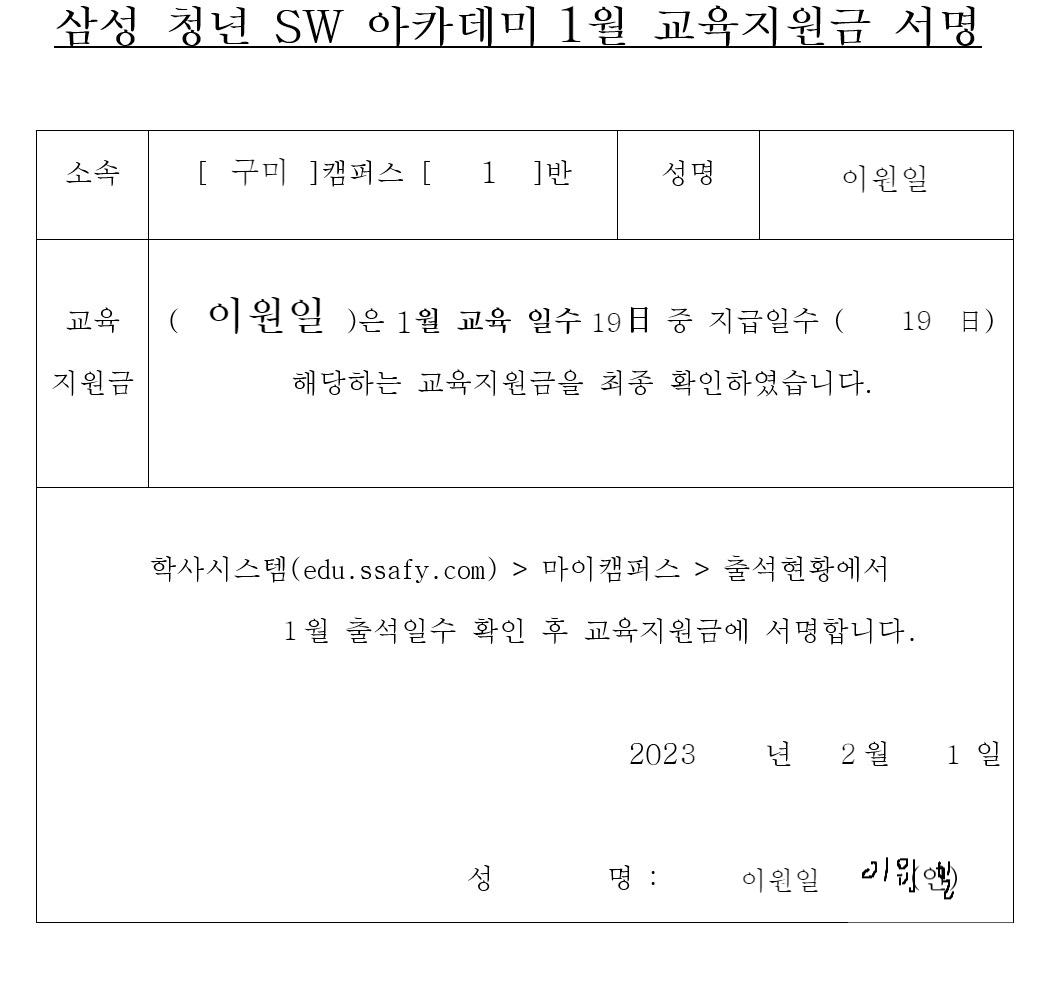 삼성 청년 SW 아카데미 1월 교육지원금 서명
소속 [ 구미 ]캠퍼스 [ 1 ]반 성명 이원일
교육 ( 이원일 )은 1월 교육 일수 19日 중 지급일수 ( 19 日)
지원금 해당하는 교육지원금을 최종 확인하였습니다.
학사시스템(edu.ssafy.com) > 마이캠퍼스 > 출석현황에서
1월 출석일수 확인 후 교육지원금에 서명합니다.
2023 년 2월 1 일
성 명 : 이원일 이원일 (인)